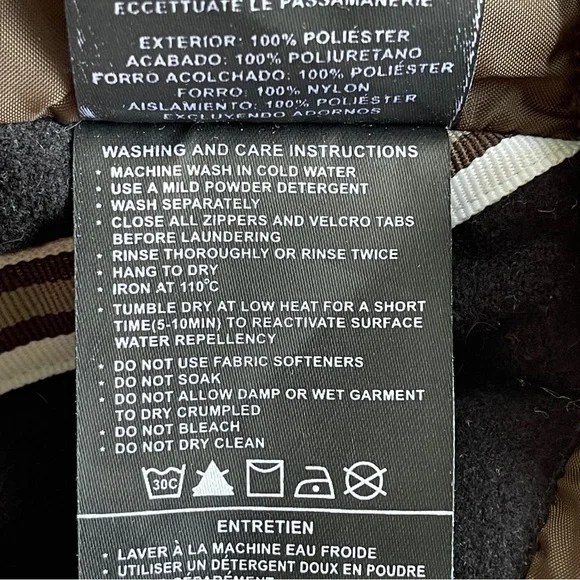 ECCETTUATE LE PASSAMANERIE
EXTERIOR: 100% POLIÉSTER
ACABADO: 100% POLIURETANO
FORRO ACOLCHADO: 100% POLIÉSTER
FORRO: 100% NYLON
AISLAMIENTO: 100% POLIÉSTER
EXCLUYENDO ADORNOS
WASHING AND CARE INSTRUCTIONS
• MACHINE WASH IN COLD WATER
• USE A MILD POWDER DETERGENT
• WASH SEPARATELY
• CLOSE ALL ZIPPERS AND VELCRO TABS
BEFORE LAUNDERING
• RINSE THOROUGHLY OR RINSE TWICE
• HANG TO DRY
• IRON AT 110°C
• TUMBLE DRY AT LOW HEAT FOR A SHORT
TIME(5-10MIN) TO REACTIVATE SURFACE
WATER REPELLENCY
• DO NOT USE FABRIC SOFTENERS
• DO NOT SOAK
• DO NOT ALLOW DAMP OR WET GARMENT
TO DRY CRUMPLED
• DO NOT BLEACH
• DO NOT DRY CLEAN
30C
ENTRETIEN
• LAVER À LA MACHINE EAU FROIDE
• UTILISER UN DÉTERGENT DOUX EN POUDRE
SÉPARÉMENT